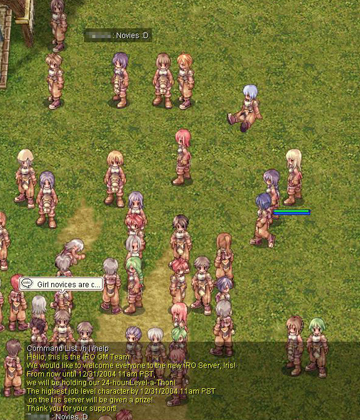 : Novies :D
Girl novices are c...
Command List: /h | /help
Hello, this is the iRO GM Team.
We would like to welcome everyone to the new iRO Server, Iris!
From now until 12/31/2004 11am PST,
we will be holding our 24-hour Level-a-Thon!
The highest job level character by 12/31/2004 11am PST
on the Iris server will be given a prize!
Thank you for your support!
: Novies :D